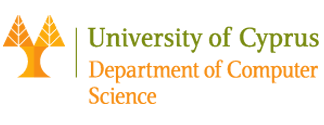 University of Cyprus
Department of Computer
Science